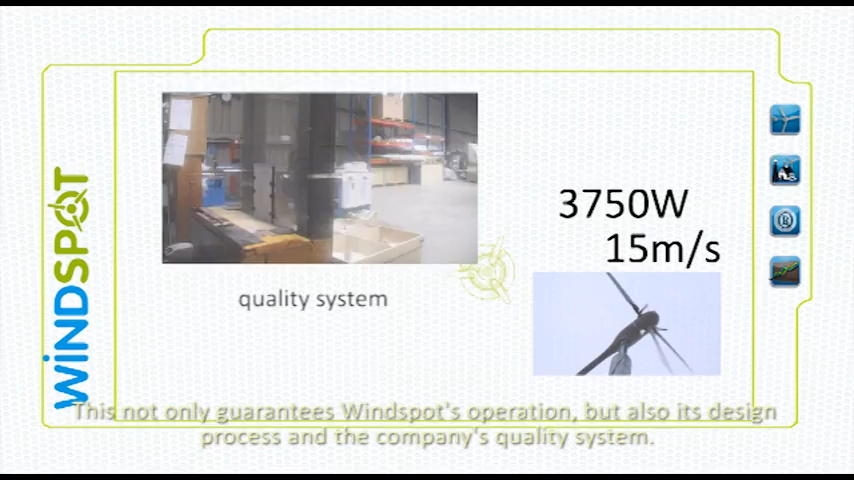 WINDSPOT
3750W
15m/s
quality system
This not only guarantees Windspot's operation, but also its design
process and the company's quality system.